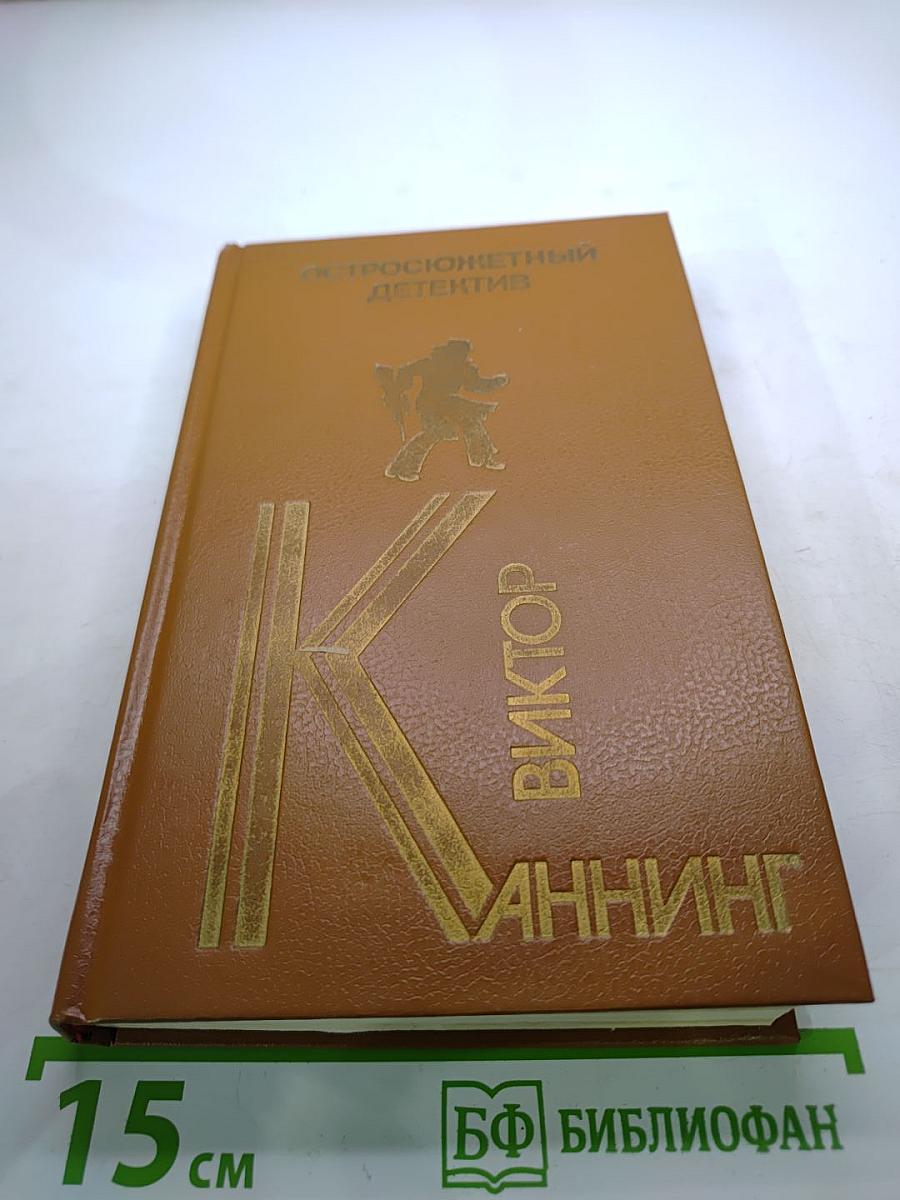 ОСТРОСЮЖЕТНЫЙ
ДЕТЕКТИВ
ВИКТОР
КАННИНГ
15 см
БФ БИБЛИОФАН